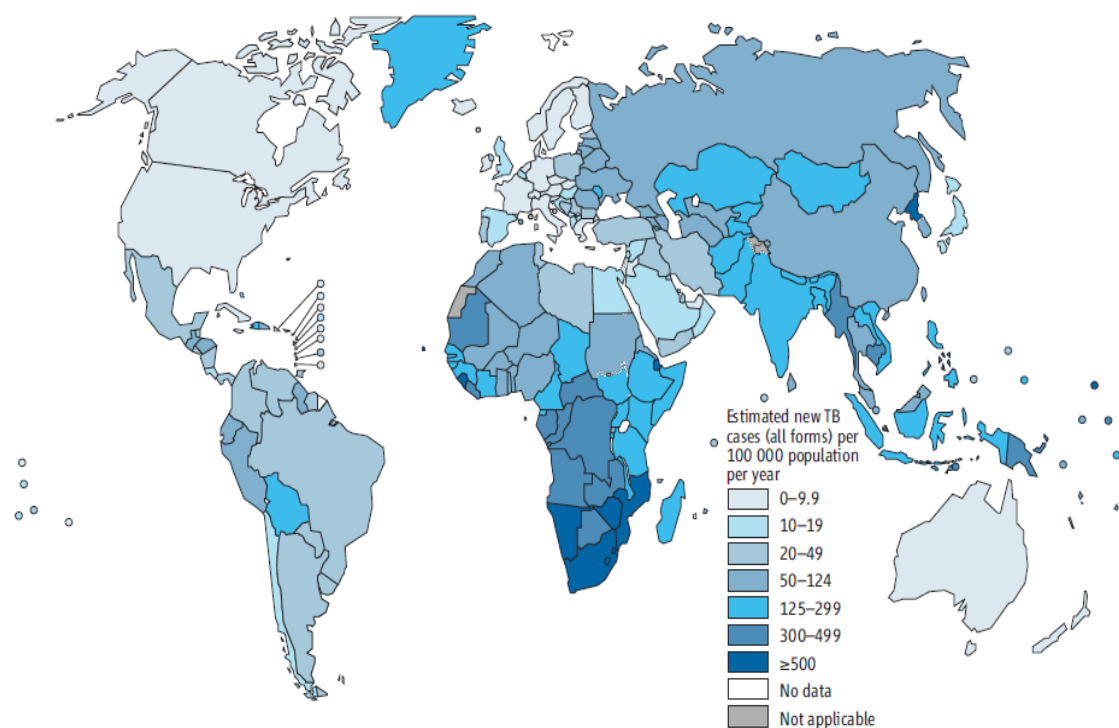 Estimated new TB
cases (all forms) per
100 000 population
per year
0–9.9
10–19
20–49
50–124
125–299
300–499
≥500
No data
Not applicable